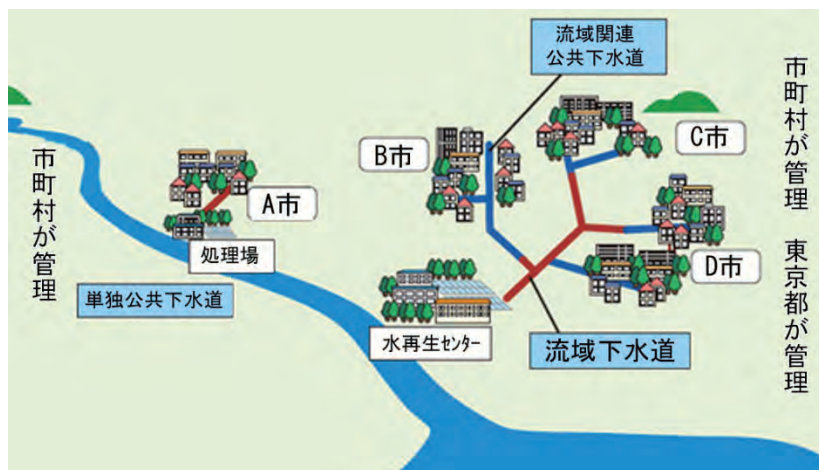 流域関連
公共下水道
市町村が管理
東京都が管理
B市
C市
市町村が管理
A市
処理場
D市
単独公共下水道
水再生センター
流域下水道